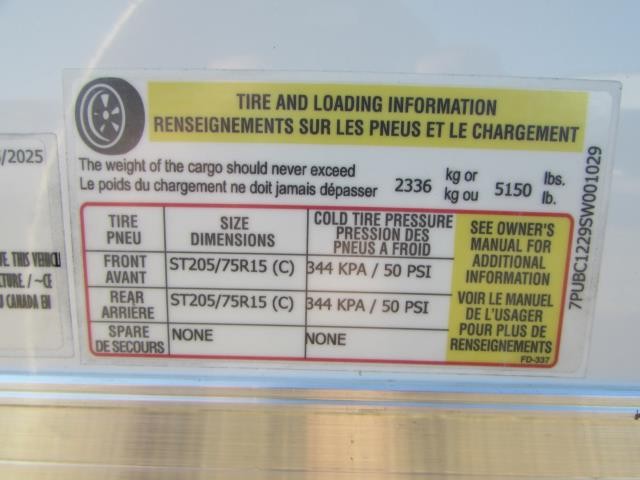 TIRE AND LOADING INFORMATION
RENSEIGNEMENTS SUR LES PNEUS ET LE CHARGEMENT
/2025
The weight of the cargo should never exceed
Le poids du chargement ne doit jamais dépasser
2336 kg or 5150 lbs.
kg ou lb.
TIRE
PNEU
SIZE
DIMENSIONS
COLD TIRE PRESSURE
PRESSION DES
PNEUS A FROID
SEE OWNER'S
MANUAL FOR
ADDITIONAL
INFORMATION
VOIR LE MANUEL
DE L'USAGER
POUR PLUS DE
RENSEIGNEMENTS
FRONT
AVANT
ST205/75R15 (C) 344 KPA / 50 PSI
REAR
ARRIÈRE
ST205/75R15 (C) 344 KPA / 50 PSI
SPARE
DE SECOURS
NONE NONE
FD-337
7PUBC1229SW001029
THIS VEHICU
TURE. / ~CE
CANADA EN